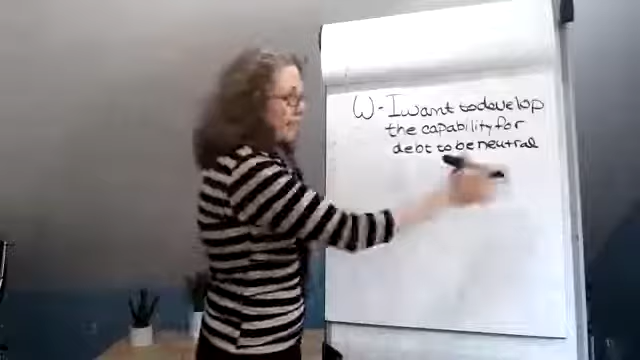 W - I want to develop
the capability for
debt to be neutral